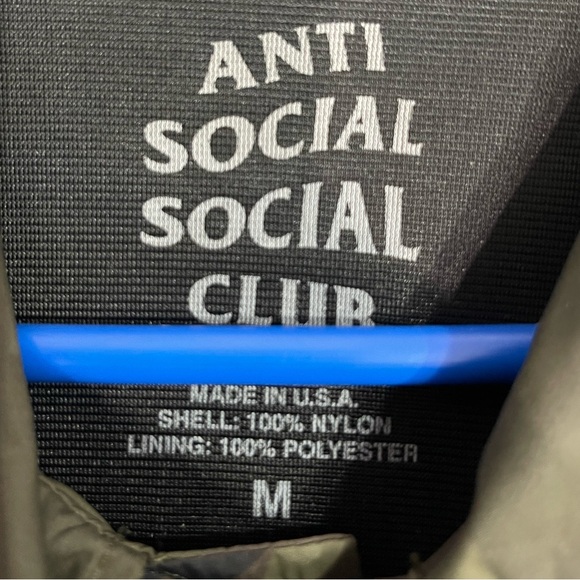 ANTI
SOCIAL
SOCIAL
CLUB
MADE IN U.S.A.
SHELL: 100% NYLON
LINING: 100% POLYESTER
M